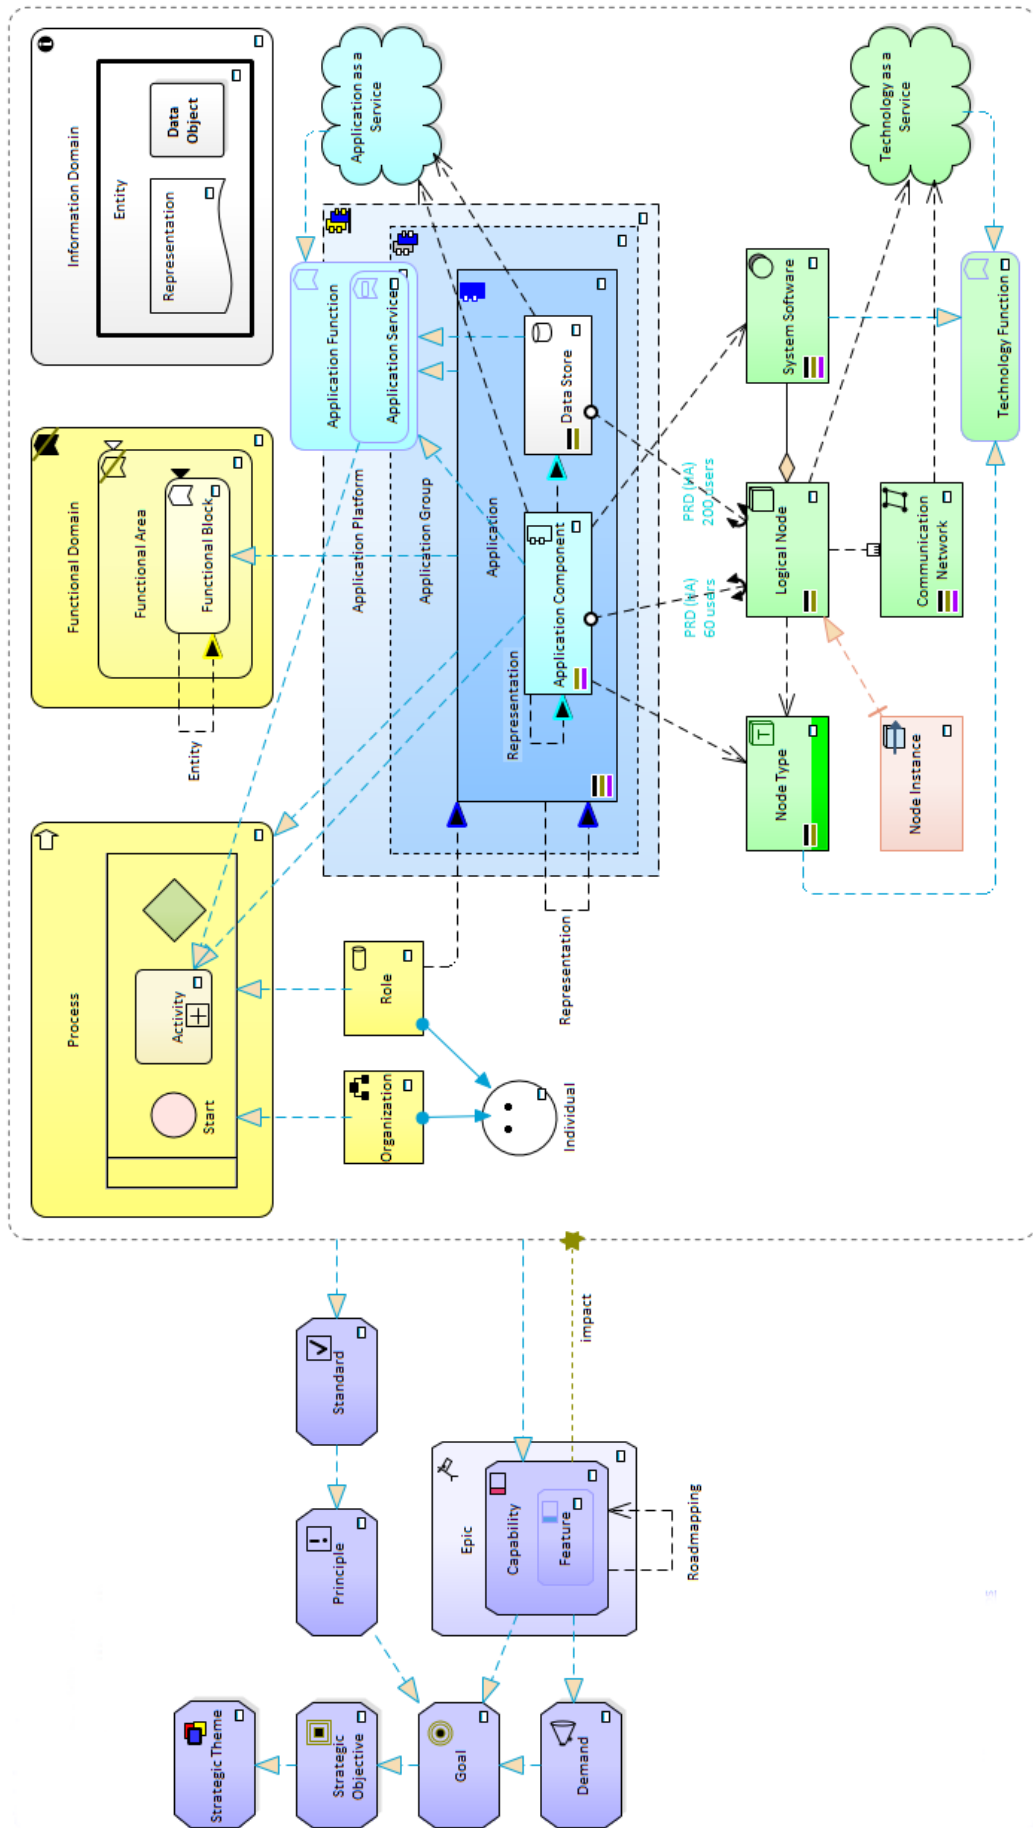 Strategic Theme
Strategic
Objective
Goal
Demand
Principle
Standard
Epic
Capability
Feature
Roadmapping
impact
Process
Start
Activity
Organization
Role
Individual
Functional Domain
Functional Area
Functional Block
Entity
Information Domain
Entity
Representation
Data
Object
Application Platform
Application Group
Application
Application Component
Representation
Data Store
Representation
Application Function
Application Service
Application as a
Service
PRD (NA)
60 users
PRD (NA)
200 users
Node Type
Logical Node
System Software
Node Instance
Communication
Network
Technology Function
Technology as a
Service